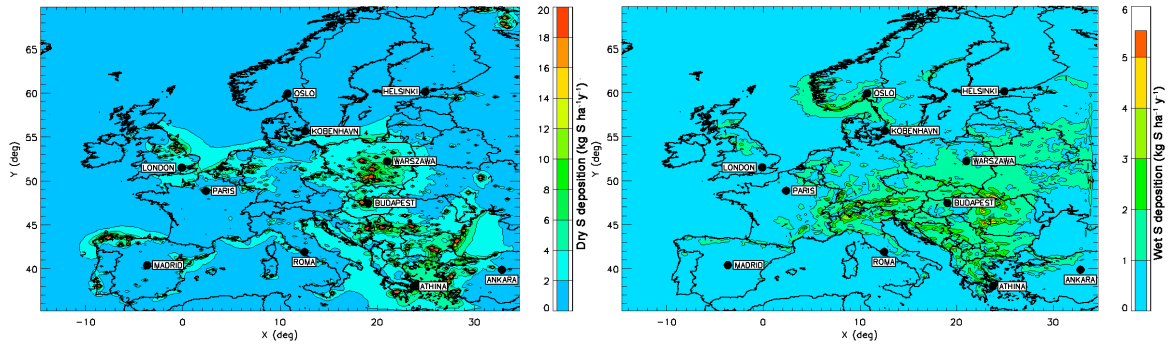 65
60
55
50
45
40
Y (deg)
-10
0
10
20
30
X (deg)
OSLO
HELSINKI
KOBENHAVN
LONDON
WARSZAWA
PARIS
BUDAPEST
MADRID
ROMA
ANKARA
ATHINA
20
18
16
14
12
10
8
6
4
2
0
Dry S deposition (kg S ha⁻¹y⁻¹)
65
60
55
50
45
40
Y (deg)
-10
0
10
20
30
X (deg)
OSLO
HELSINKI
KOBENHAVN
LONDON
WARSZAWA
PARIS
BUDAPEST
MADRID
ROMA
ANKARA
ATHINA
6
5
4
3
2
1
0
Wet S deposition (kg S ha⁻¹ y⁻¹)